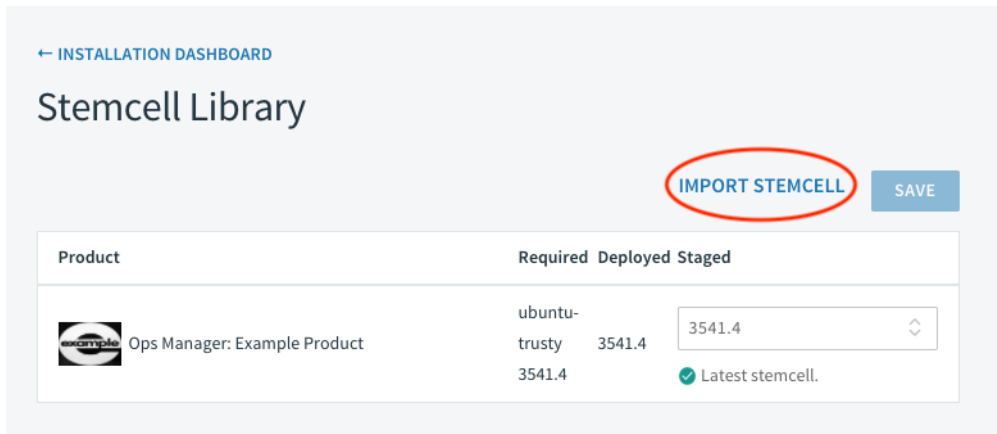 ← INSTALLATION DASHBOARD
Stemcell Library
IMPORT STEMCELL
SAVE
Product
Required
Deployed
Staged
example
Ops Manager: Example Product
ubuntu-
trusty
3541.4
3541.4
3541.4
Latest stemcell.